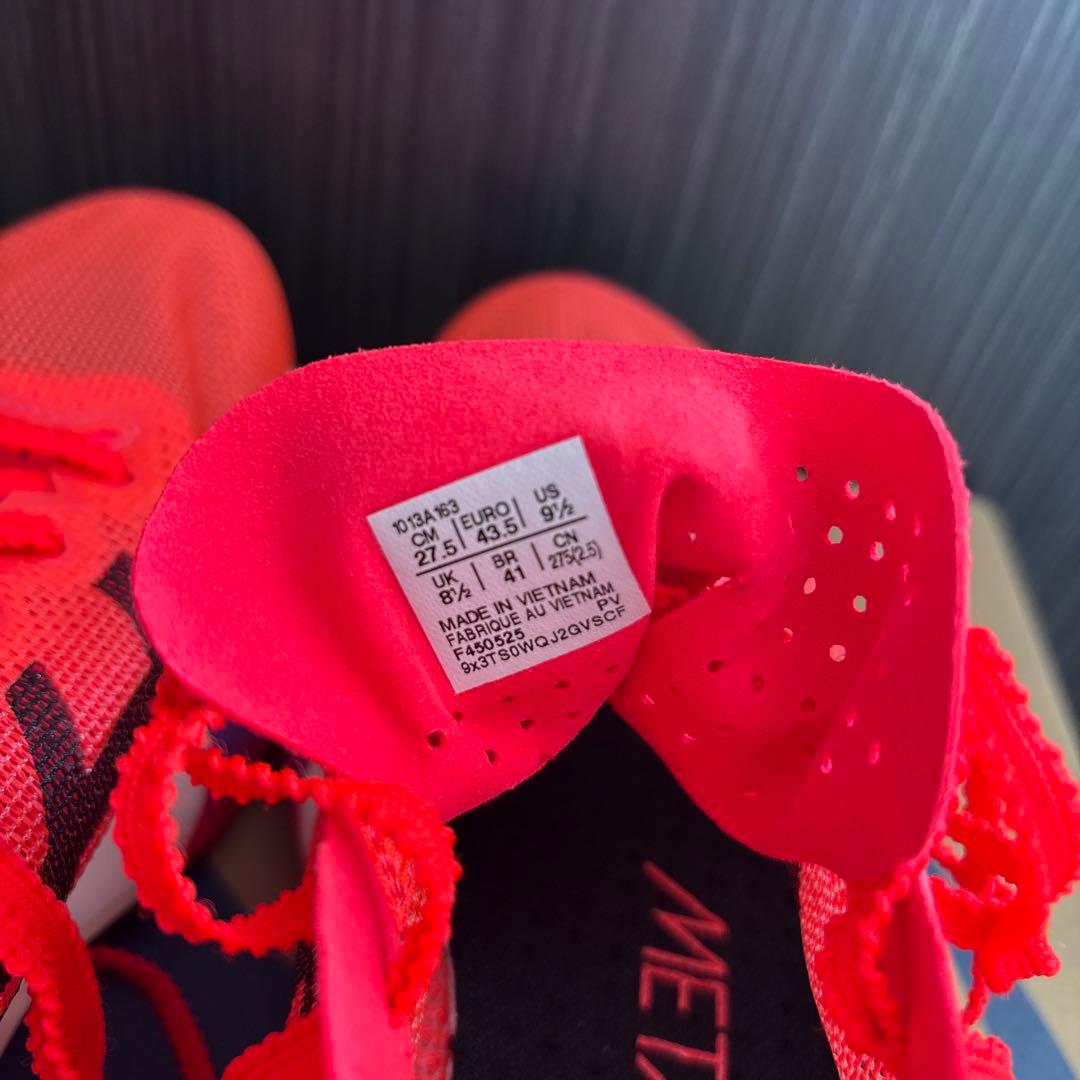 1013A163
CM | EURO | US
27.5 | 43.5 | 9½
UK | BR | CN
8½ | 41 | 275(2.5)
MADE IN VIETNAM
FABRIQUE AU VIETNAM
F450525 PV
9x3TS0WQJ2GVSCF
MET